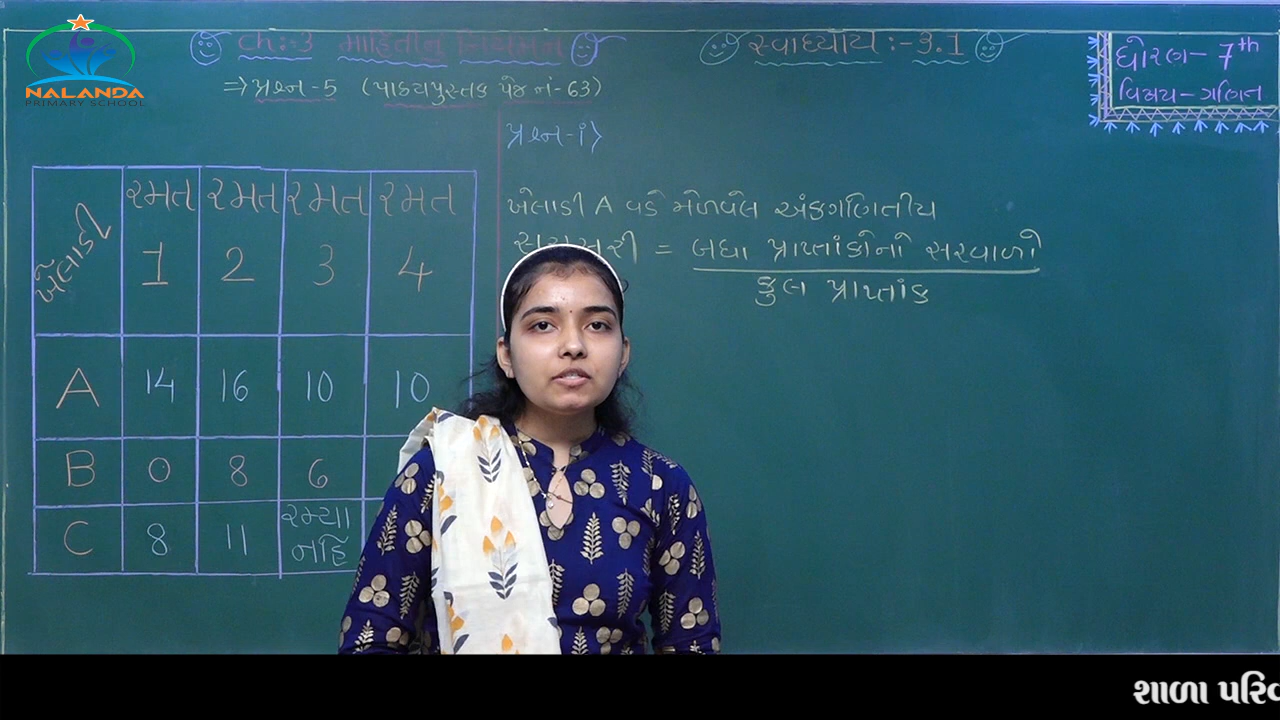 NALANDA
PRIMARY SCHOOL
ch:-3 માહિતીનું નિયમન
સ્વાધ્યાય :- 3.1
ધોરણ - 7th
વિષય - ગણિત
⇒ પ્રશ્ન-5 (પાઠ્યપુસ્તક પેજ નં-63)
પ્રશ્ન-i>
ખેલાડી A વડે મેળવેલ અંકગણિતીય
= બધા પ્રાપ્તાંકોનો સરવાળો
કુલ પ્રાપ્તાંક
ખેલાડી રમત 1 રમત 2 રમત 3 રમત 4
A 14 16 10 10
B 0 8 6
C 8 11 રમ્યા નહિ
શાળા